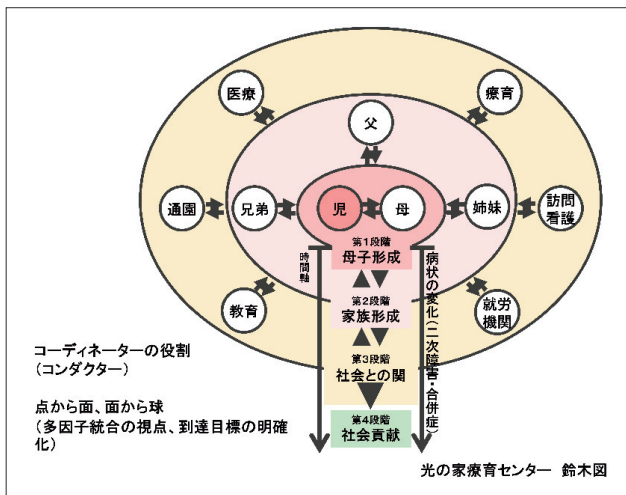 医療
療育
父
通園
兄弟
児
母
姉妹
訪問
看護
第1段階
母子形成
時間軸
病状の変化(二次障害・合併症)
第2段階
家族形成
教育
就労
機関
コーディネーターの役割
(コンダクター)
第3段階
社会との関
点から面、面から球
(多因子統合の視点、到達目標の明確
化)
第4段階
社会貢献
光の家療育センター 鈴木図